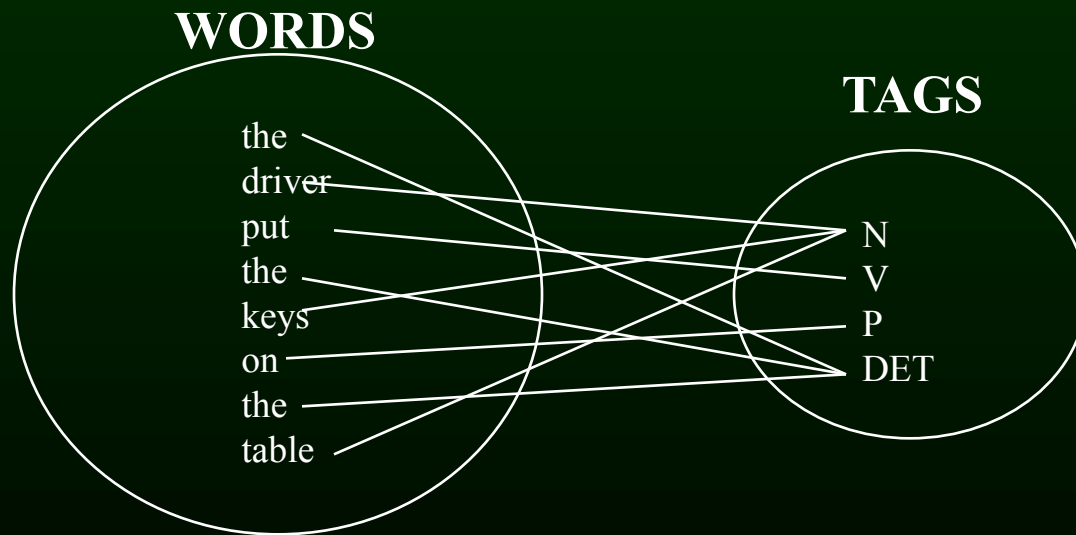 WORDS
the
driver
put
the
keys
on
the
table
TAGS
N
V
P
DET